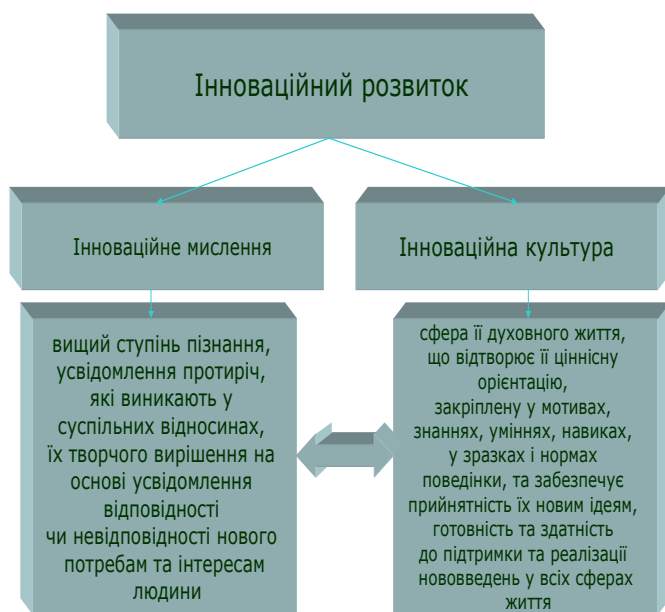 Інноваційний розвиток
Інноваційне мислення
Інноваційна культура
вищий ступінь пізнання,
усвідомлення протиріч,
які виникають у
суспільних відносинах,
їх творчого вирішення на
основі усвідомлення
відповідності
чи невідповідності нового
потребам та інтересам
людини
сфера її духовного життя,
що відтворює її ціннісну
орієнтацію,
закріплену у мотивах,
знаннях, уміннях, навиках,
у зразках і нормах
поведінки, та забезпечує
прийнятність їх новим ідеям,
готовність та здатність
до підтримки та реалізації
нововведень у всіх сферах
життя